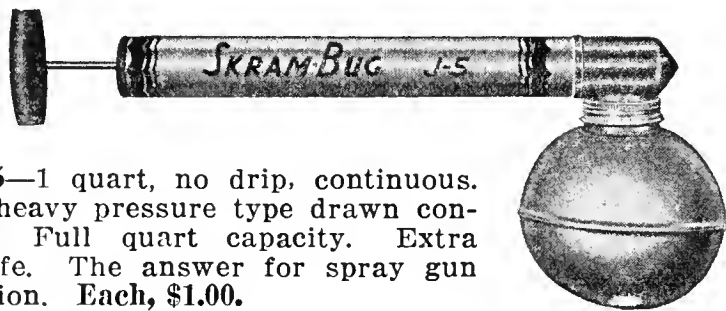 SKRAM-BUG J-5
5—1 quart, no drip, continuous.
heavy pressure type drawn con-
Full quart capacity. Extra
fe. The answer for spray gun
ion. Each, $1.00.